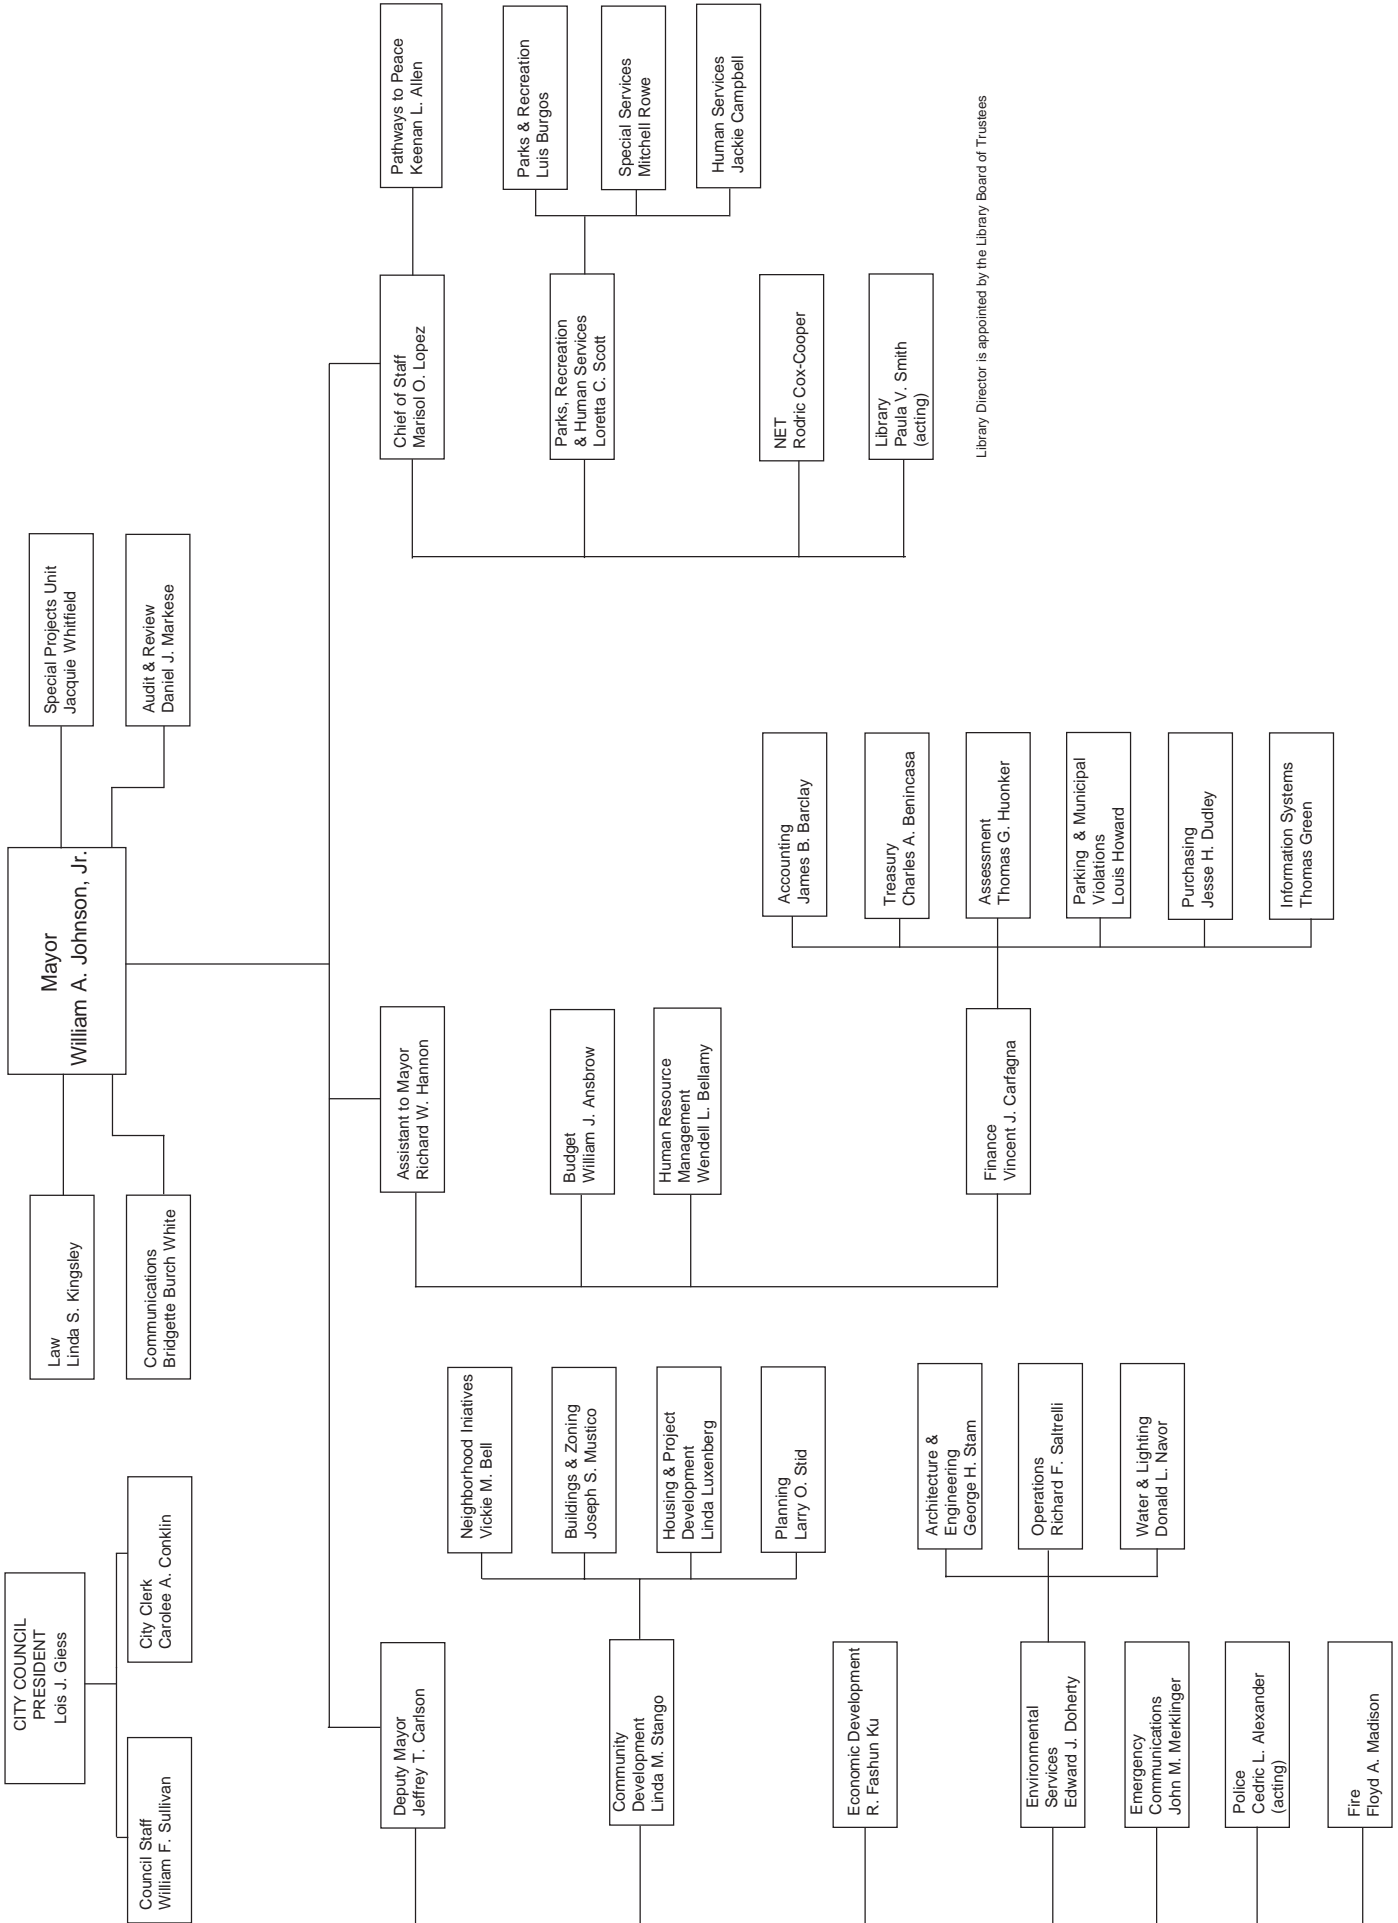 CITY COUNCIL
PRESIDENT
Lois J. Giess
Council Staff
William F. Sullivan
City Clerk
Carolee A. Conklin
Mayor
William A. Johnson, Jr.
Law
Linda S. Kingsley
Communications
Bridgette Burch White
Special Projects Unit
Jacquie Whitfield
Audit & Review
Daniel J. Markese
Deputy Mayor
Jeffrey T. Carlson
Community
Development
Linda M. Stango
Neighborhood Iniatives
Vickie M. Bell
Buildings & Zoning
Joseph S. Mustico
Housing & Project
Development
Linda Luxenberg
Planning
Larry O. Stid
Economic Development
R. Fashun Ku
Environmental
Services
Edward J. Doherty
Architecture &
Engineering
George H. Stam
Operations
Richard F. Saltrelli
Water & Lighting
Donald L. Navor
Emergency
Communications
John M. Merklinger
Police
Cedric L. Alexander
(acting)
Fire
Floyd A. Madison
Assistant to Mayor
Richard W. Hannon
Budget
William J. Ansbrow
Human Resource
Management
Wendell L. Bellamy
Finance
Vincent J. Carfagna
Accounting
James B. Barclay
Treasury
Charles A. Benincasa
Assessment
Thomas G. Huonker
Parking & Municipal
Violations
Louis Howard
Purchasing
Jesse H. Dudley
Information Systems
Thomas Green
Chief of Staff
Marisol O. Lopez
Pathways to Peace
Keenan L. Allen
Parks, Recreation
& Human Services
Loretta C. Scott
Parks & Recreation
Luis Burgos
Special Services
Mitchell Rowe
Human Services
Jackie Campbell
NET
Rodric Cox-Cooper
Library
Paula V. Smith
(acting)
Library Director is appointed by the Library Board of Trustees